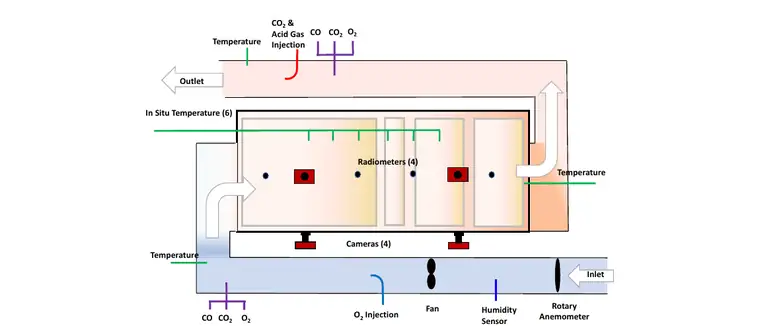 CO₂ &
Acid Gas
Injection
CO CO₂ O₂
Temperature
Outlet
In Situ Temperature (6)
Radiometers (4)
Temperature
Cameras (4)
Temperature
Inlet
CO CO₂ O₂
O₂ Injection
Fan
Humidity
Sensor
Rotary
Anemometer